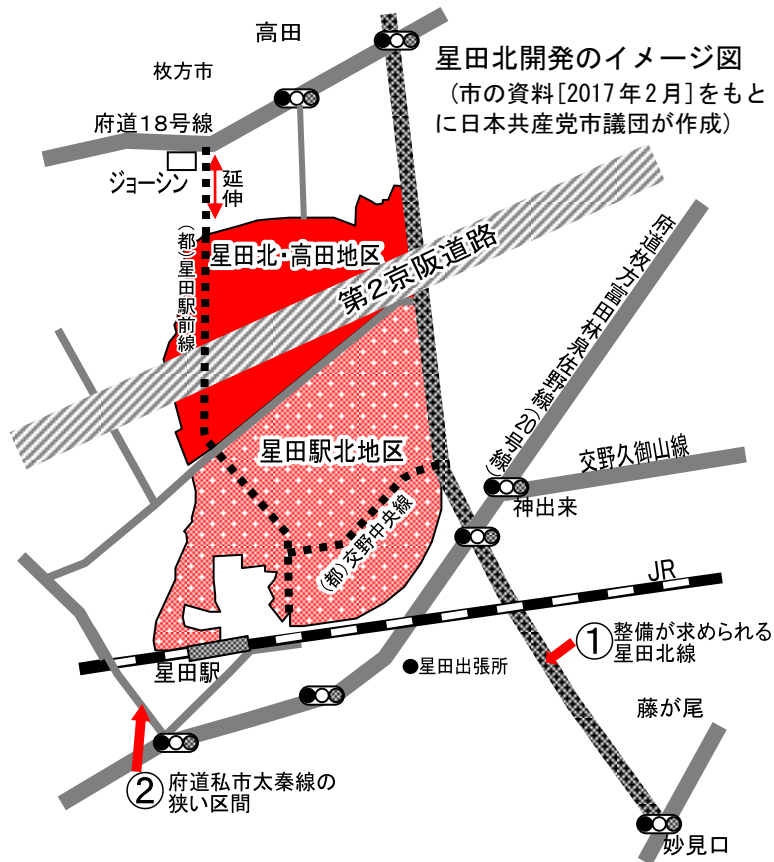 高田
星田北開発のイメージ図
(市の資料[2017年2月]をもと
に日本共産党市議団が作成)
枚方市
府道18号線
ジョーシン
延伸
(都)星田駅前線
星田北・高田地区
第2京阪道路
府道枚方富田林泉佐野線(20号線)
星田駅北地区
交野久御山線
神出来
(都)交野中央線
JR
①整備が求められる
星田北線
星田駅
●星田出張所
藤が尾
②府道私市太秦線の
狭い区間
妙見口